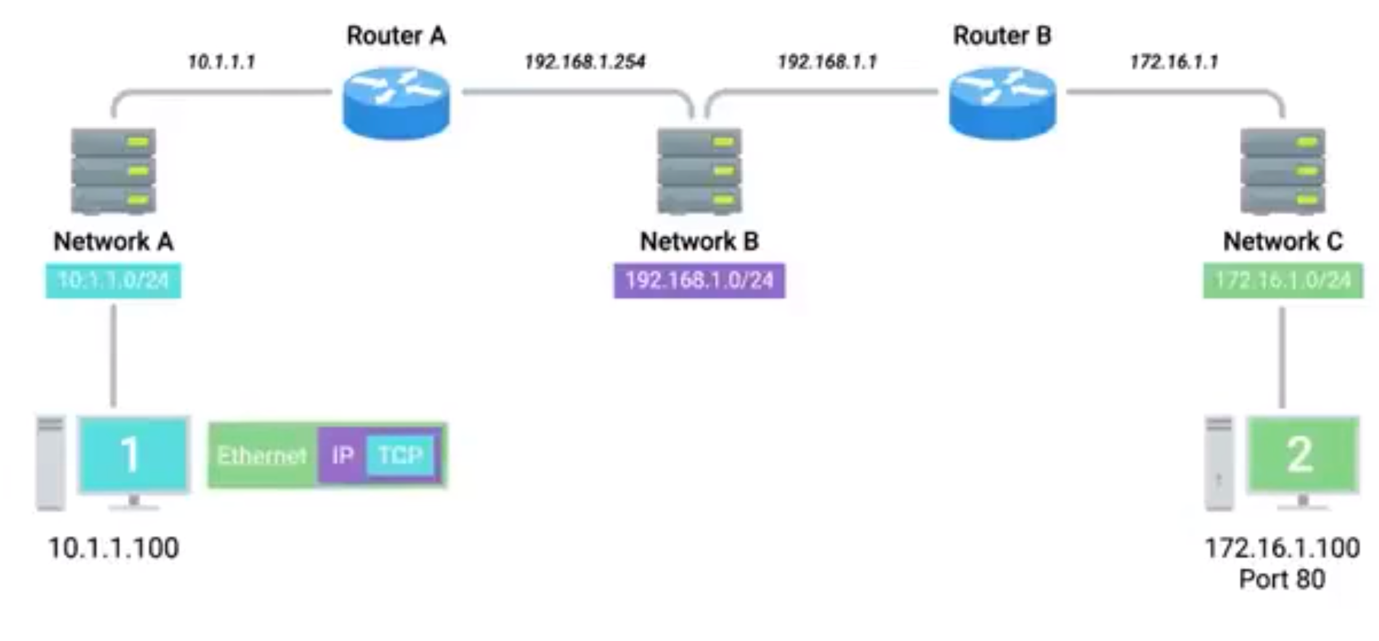 Router A
Router B
10.1.1.1
192.168.1.254
192.168.1.1
172.16.1.1
Network A
Network B
Network C
10:1.1.0/24
192.168.1.0/24
172.16.1.0/24
1
Ethernet IP TCP
2
10.1.1.100
172.16.1.100
Port 80